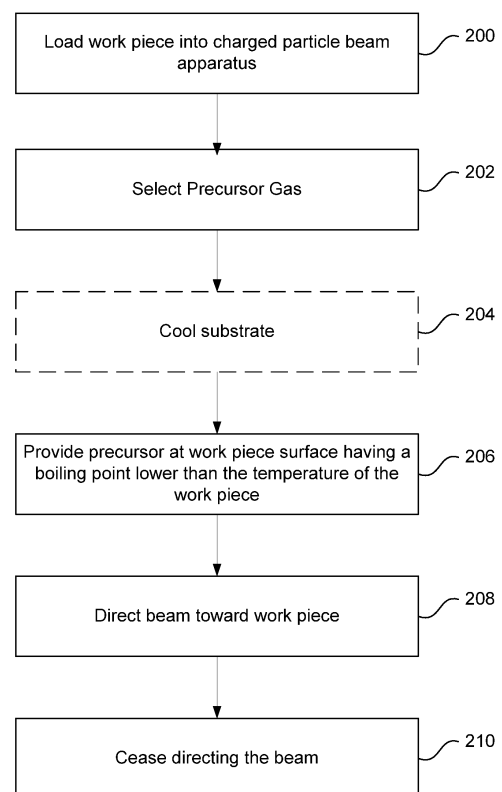 Load work piece into charged particle beam
apparatus
200
Select Precursor Gas
202
Cool substrate
204
Provide precursor at work piece surface having a
boiling point lower than the temperature of the
work piece
206
Direct beam toward work piece
208
Cease directing the beam
210